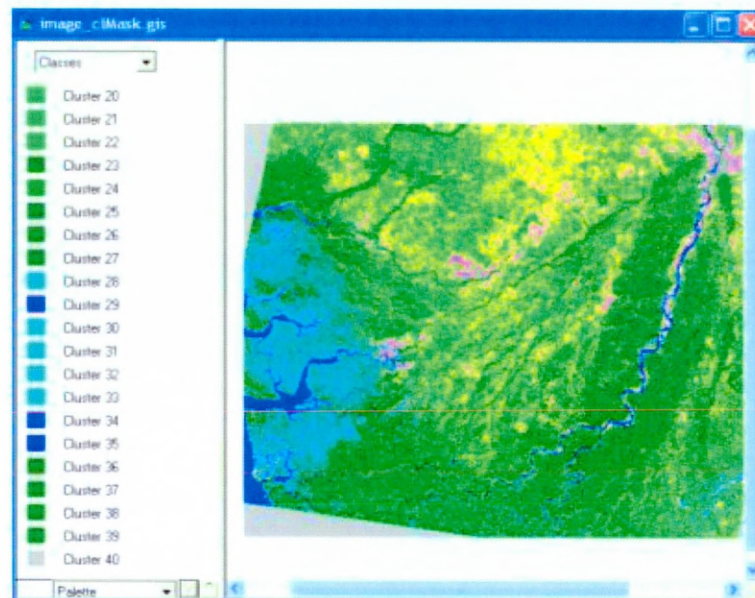 image_clMask.gis
Classes
Cluster 20
Cluster 21
Cluster 22
Cluster 23
Cluster 24
Cluster 25
Cluster 26
Cluster 27
Cluster 28
Cluster 29
Cluster 30
Cluster 31
Cluster 32
Cluster 33
Cluster 34
Cluster 35
Cluster 36
Cluster 37
Cluster 38
Cluster 39
Cluster 40
Palette